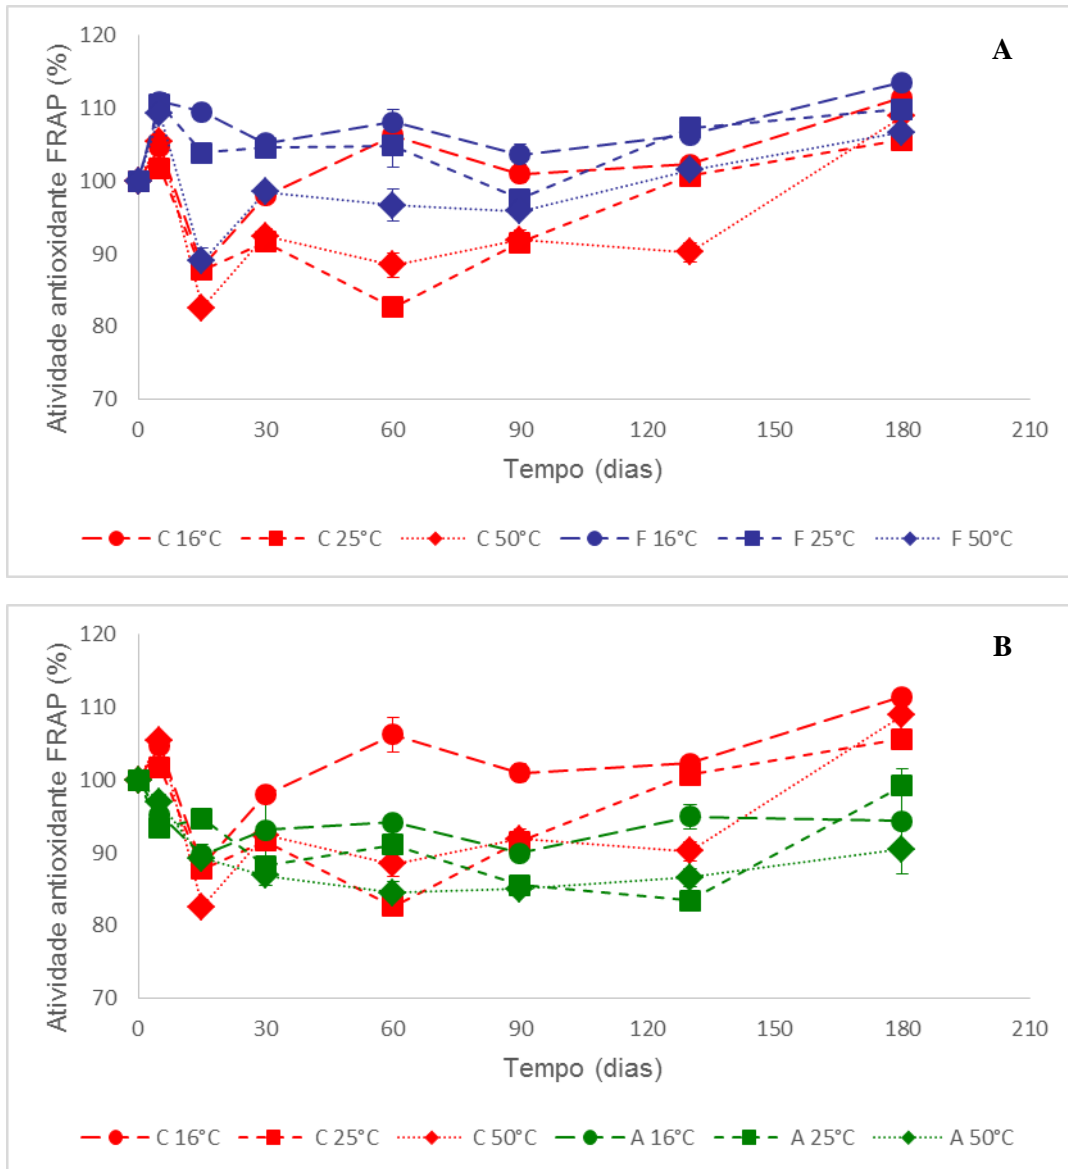 A
Atividade antioxidante FRAP (%)
120
110
100
90
80
70
0 30 60 90 120 150 180 210
Tempo (dias)
C 16°C C 25°C C 50°C F 16°C F 25°C F 50°C
B
Atividade antioxidante FRAP (%)
120
110
100
90
80
70
0 30 60 90 120 150 180 210
Tempo (dias)
C 16°C C 25°C C 50°C A 16°C A 25°C A 50°C